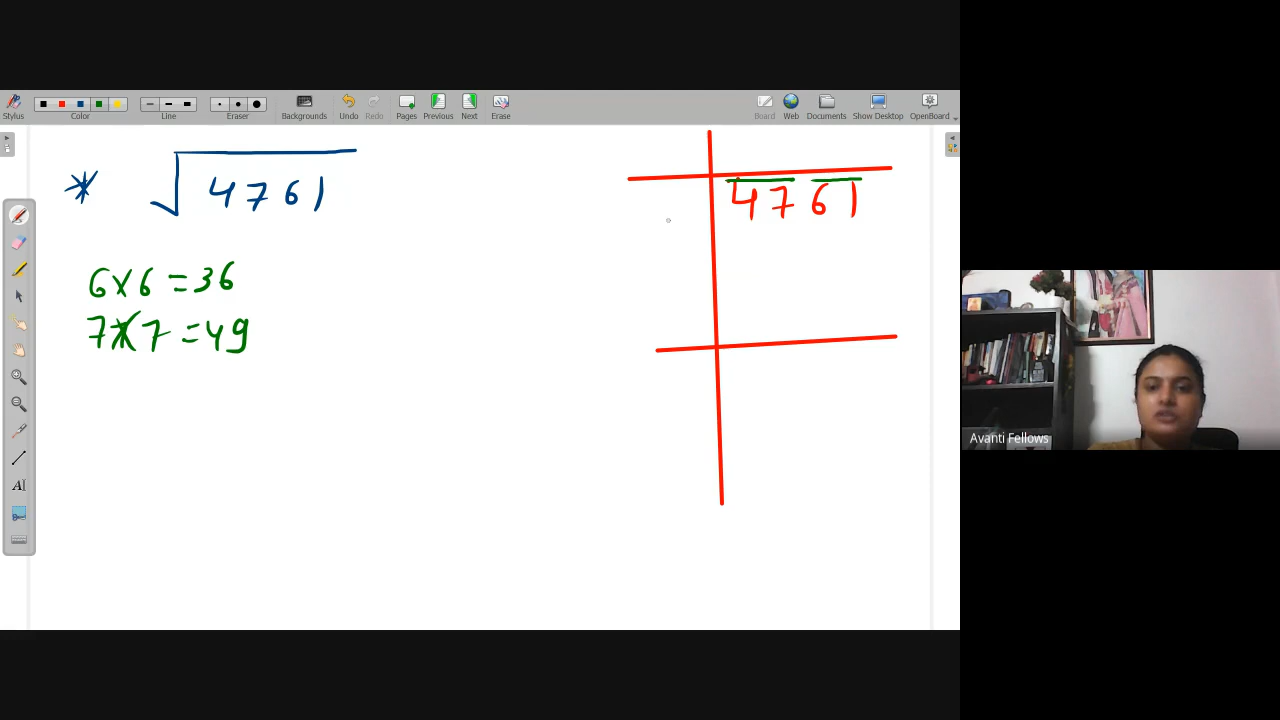 Stylus
Color
Line
Eraser
Backgrounds
Undo
Redo
Pages
Previous
Next
Erase
Board
Web
Documents
Show Desktop
OpenBoard
* √4761
6×6=36
7×7=49
4761
Avanti Fellows